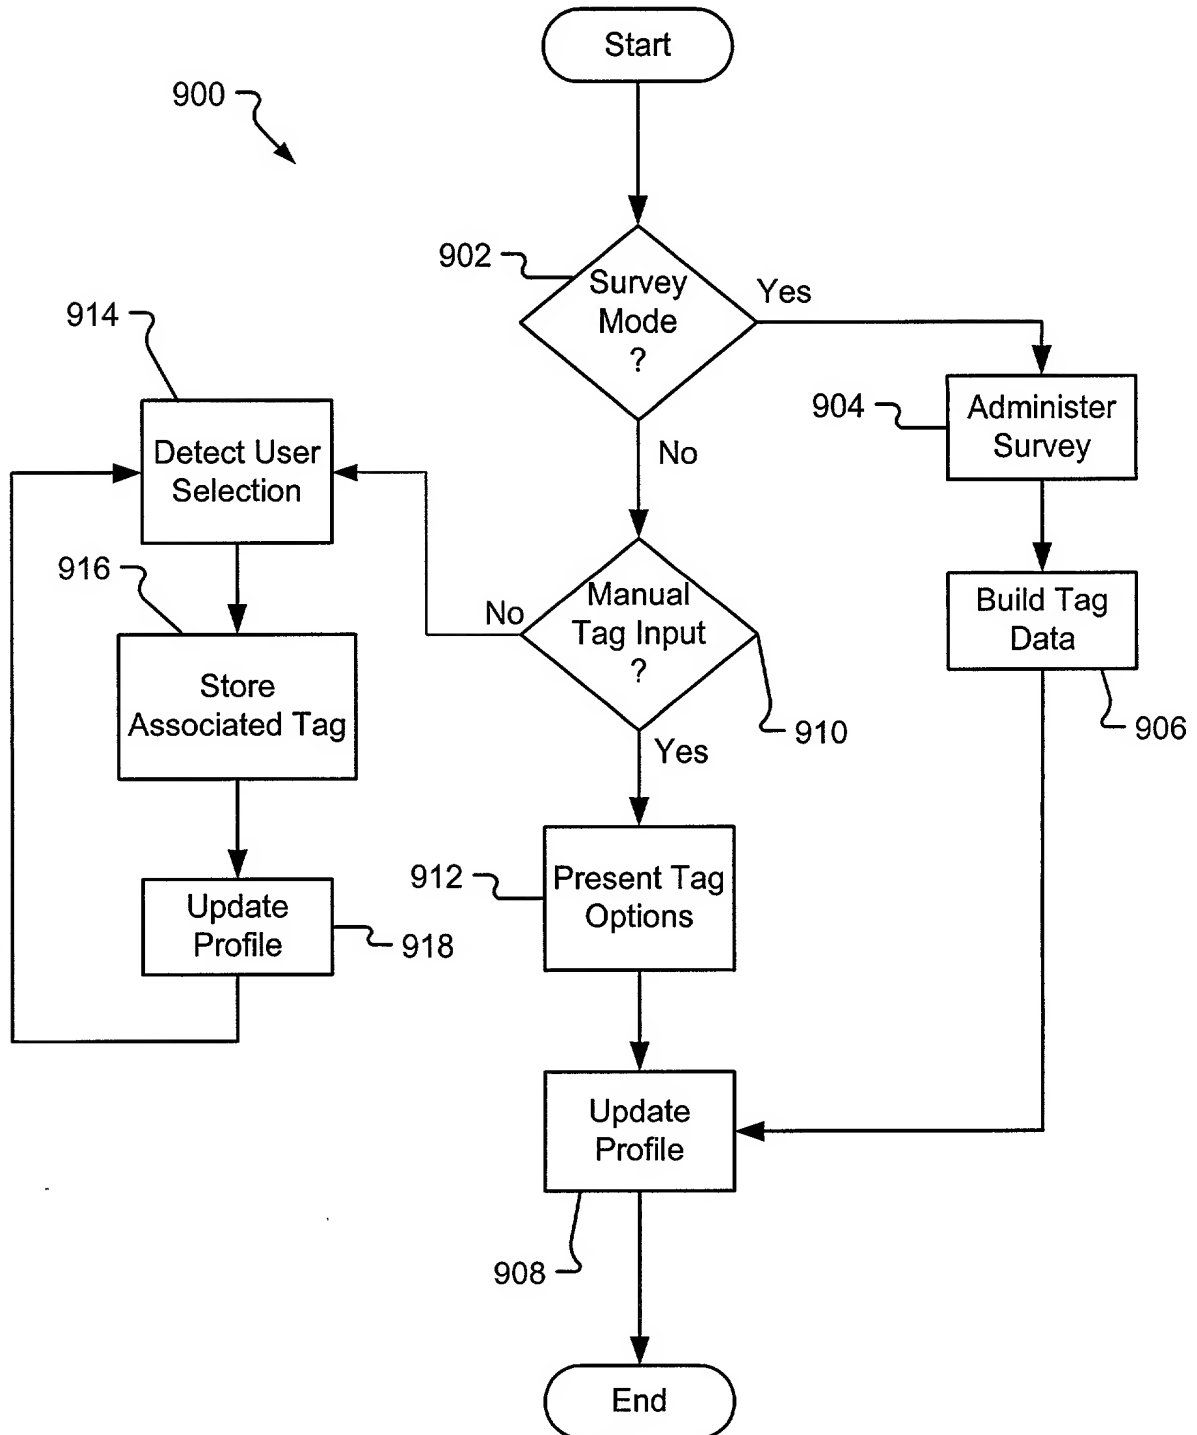 Start
900
902
Survey
Mode
?
Yes
914
904
Administer
Survey
Detect User
Selection
No
916
Manual
Tag Input
?
No
Build Tag
Data
Store
Associated Tag
910
906
Yes
912
Present Tag
Options
Update
Profile
918
Update
Profile
908
End